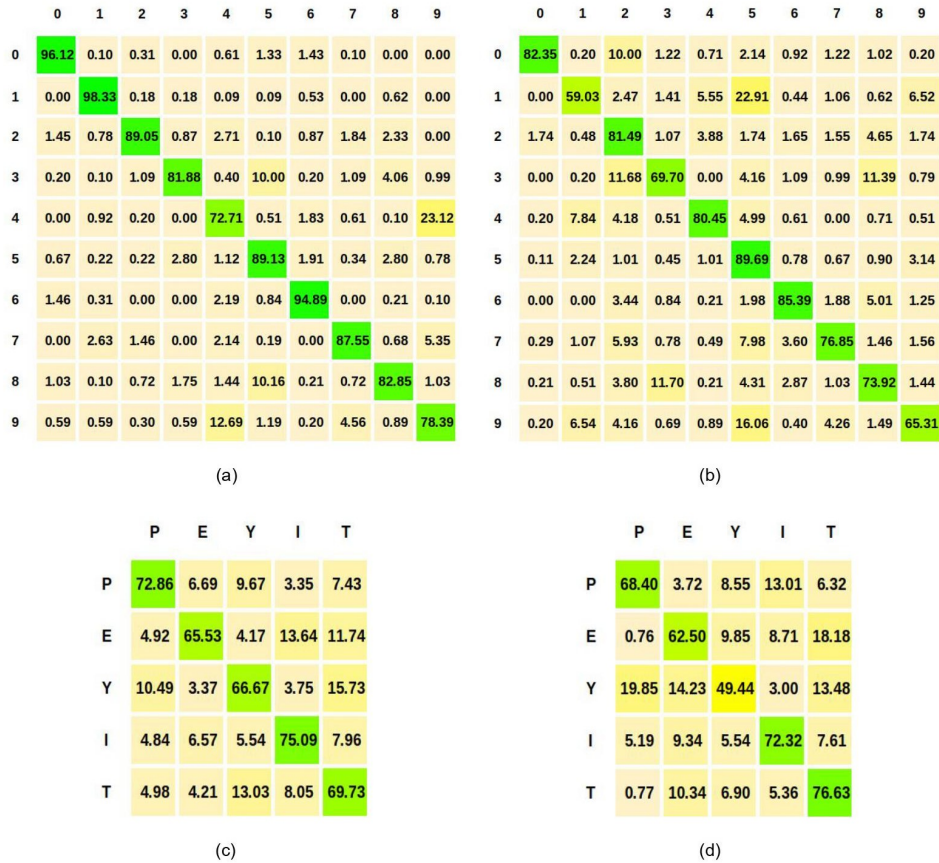 0 1 2 3 4 5 6 7 8 9
0 96.12 0.10 0.31 0.00 0.61 1.33 1.43 0.10 0.00 0.00
1 0.00 98.33 0.18 0.18 0.09 0.09 0.53 0.00 0.62 0.00
2 1.45 0.78 89.05 0.87 2.71 0.10 0.87 1.84 2.33 0.00
3 0.20 0.10 1.09 81.88 0.40 10.00 0.20 1.09 4.06 0.99
4 0.00 0.92 0.20 0.00 72.71 0.51 1.83 0.61 0.10 23.12
5 0.67 0.22 0.22 2.80 1.12 89.13 1.91 0.34 2.80 0.78
6 1.46 0.31 0.00 0.00 2.19 0.84 94.89 0.00 0.21 0.10
7 0.00 2.63 1.46 0.00 2.14 0.19 0.00 87.55 0.68 5.35
8 1.03 0.10 0.72 1.75 1.44 10.16 0.21 0.72 82.85 1.03
9 0.59 0.59 0.30 0.59 12.69 1.19 0.20 4.56 0.89 78.39
(a)
0 1 2 3 4 5 6 7 8 9
0 82.35 0.20 10.00 1.22 0.71 2.14 0.92 1.22 1.02 0.20
1 0.00 59.03 2.47 1.41 5.55 22.91 0.44 1.06 0.62 6.52
2 1.74 0.48 81.49 1.07 3.88 1.74 1.65 1.55 4.65 1.74
3 0.00 0.20 11.68 69.70 0.00 4.16 1.09 0.99 11.39 0.79
4 0.20 7.84 4.18 0.51 80.45 4.99 0.61 0.00 0.71 0.51
5 0.11 2.24 1.01 0.45 1.01 89.69 0.78 0.67 0.90 3.14
6 0.00 0.00 3.44 0.84 0.21 1.98 85.39 1.88 5.01 1.25
7 0.29 1.07 5.93 0.78 0.49 7.98 3.60 76.85 1.46 1.56
8 0.21 0.51 3.80 11.70 0.21 4.31 2.87 1.03 73.92 1.44
9 0.20 6.54 4.16 0.69 0.89 16.06 0.40 4.26 1.49 65.31
(b)
P E Y I T
P 72.86 6.69 9.67 3.35 7.43
E 4.92 65.53 4.17 13.64 11.74
Y 10.49 3.37 66.67 3.75 15.73
I 4.84 6.57 5.54 75.09 7.96
T 4.98 4.21 13.03 8.05 69.73
(c)
P E Y I T
P 68.40 3.72 8.55 13.01 6.32
E 0.76 62.50 9.85 8.71 18.18
Y 19.85 14.23 49.44 3.00 13.48
I 5.19 9.34 5.54 72.32 7.61
T 0.77 10.34 6.90 5.36 76.63
(d)